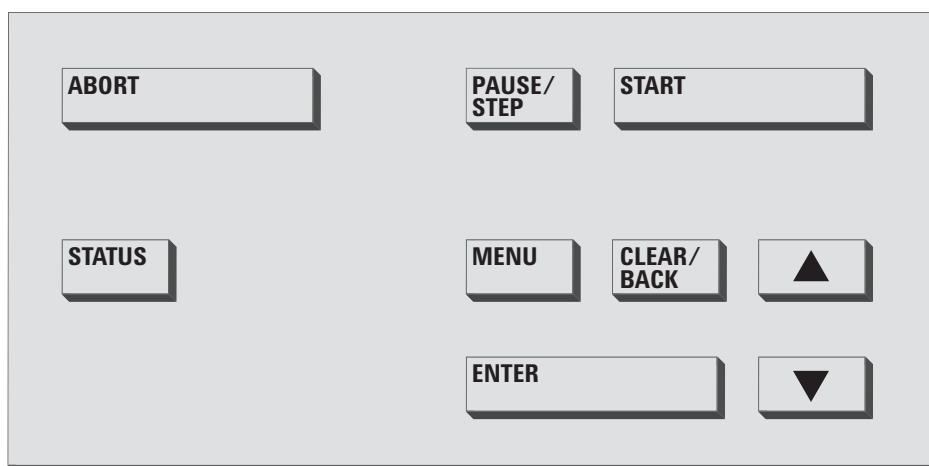 ABORT
PAUSE/
STEP
START
STATUS
MENU
CLEAR/
BACK
ENTER